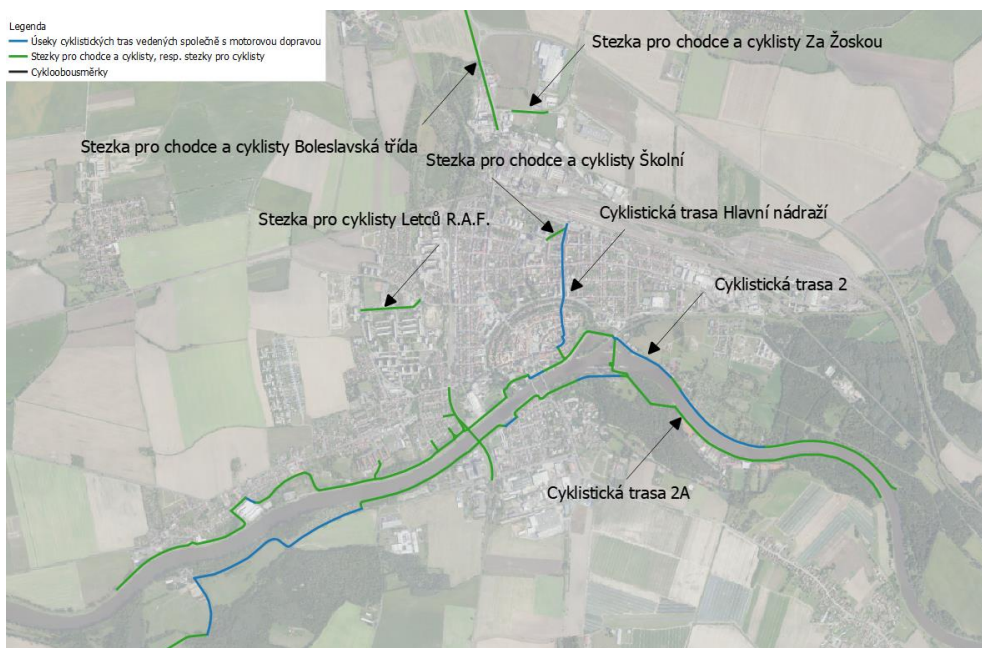 Legenda
Úseky cyklistických tras vedených společně s motorovou dopravou
Stezky pro chodce a cyklisty, resp. stezky pro cyklisty
Cykloobousměrky
Stezka pro chodce a cyklisty Za Žoskou
Stezka pro chodce a cyklisty Boleslavská třída
Stezka pro chodce a cyklisty Školní
Stezka pro cyklisty Letců R.A.F.
Cyklistická trasa Hlavní nádraží
Cyklistická trasa 2
Cyklistická trasa 2A